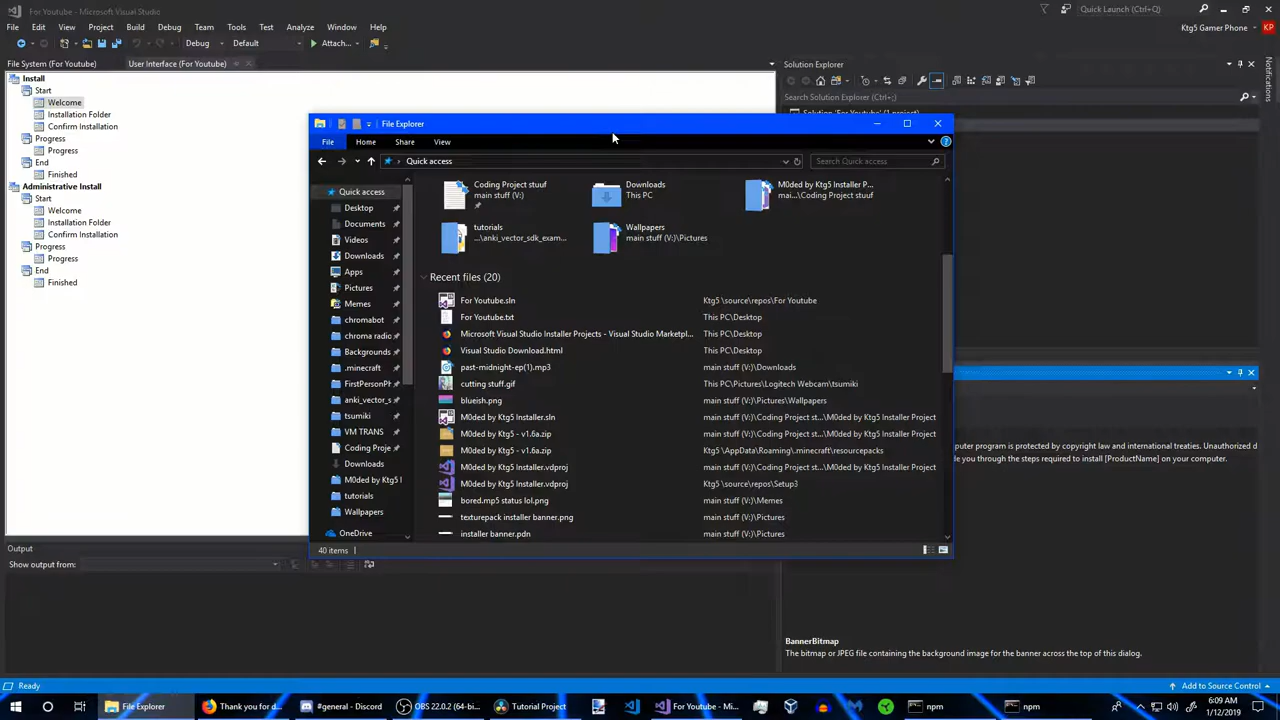 For Youtube - Microsoft Visual Studio
Quick Launch (Ctrl+Q)
File Edit View Project Build Debug Team Tools Test Analyze Window Help
Ktg5 Gamer Phone KP
Debug Default Attach...
File System (For Youtube) User Interface (For Youtube)
Solution Explorer
Notifications
Install
Start
Welcome
Installation Folder
Confirm Installation
Progress
Progress
End
Finished
Administrative Install
Start
Welcome
Installation Folder
Confirm Installation
Progress
Progress
End
Finished
Search Solution Explorer (Ctrl+;)
Solution 'For Youtube' (1 project)
File Explorer
File Home Share View
Quick access
Search Quick access
Quick access
Desktop
Documents
Videos
Downloads
Apps
Pictures
Memes
chromabot
chroma radio
Backgrounds
.minecraft
FirstPersonPl
anki_vector_s
tsumiki
VM TRANS
Coding Proje
Downloads
M0ded by Ktg5 I
tutorials
Wallpapers
OneDrive
Coding Project stuuf
main stuff (V:)
Downloads
This PC
M0ded by Ktg5 Installer P...
mai...\Coding Project stuuf
tutorials
...\anki_vector_sdk_exam...
Wallpapers
main stuff (V:)\Pictures
Recent files (20)
For Youtube.sln Ktg5 \source\repos\For Youtube
For Youtube.txt This PC\Desktop
Microsoft Visual Studio Installer Projects - Visual Studio Marketpl... This PC\Desktop
Visual Studio Download.html This PC\Desktop
past-midnight-ep(1).mp3 main stuff (V:)\Downloads
cutting stuff.gif This PC\Pictures\Logitech Webcam\tsumiki
blueish.png main stuff (V:)\Pictures\Wallpapers
M0ded by Ktg5 Installer.sln main stuff (V:)\Coding Project st...\M0ded by Ktg5 Installer Project
M0ded by Ktg5 - v1.6a.zip main stuff (V:)\Coding Project st...\M0ded by Ktg5 Installer Project
M0ded by Ktg5 - v1.6a.zip Ktg5 \AppData\Roaming\.minecraft\resourcepacks
M0ded by Ktg5 Installer.vdproj main stuff (V:)\Coding Project st...\M0ded by Ktg5 Installer Project
M0ded by Ktg5 Installer.vdproj Ktg5 \source\repos\Setup3
bored.mp5 status lol.png main stuff (V:)\Memes
texturepack installer banner.png main stuff (V:)\Pictures
installer banner.pdn main stuff (V:)\Pictures
40 items
mputer program is protected by copyright law and international treaties. Unauthorized d
de you through the steps required to install [ProductName] on your computer.
Output
Show output from:
BannerBitmap
The bitmap or JPEG file containing the background image for the banner across the top of this dialog.
Ready
Add to Source Control
File Explorer Thank you for d... #general - Discord OBS 22.0.2 (64-bi... Tutorial Project For Youtube - Mi... npm npm
6:09 AM
1/12/2019